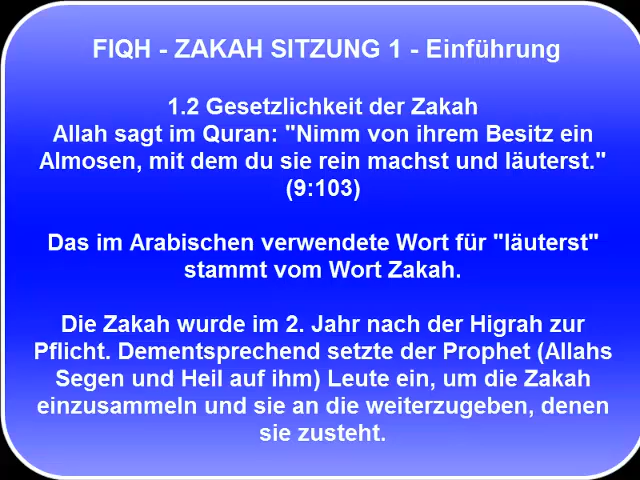 FIQH - ZAKAH SITZUNG 1 - Einführung
1.2 Gesetzlichkeit der Zakah
Allah sagt im Quran: "Nimm von ihrem Besitz ein
Almosen, mit dem du sie rein machst und läuterst."
(9:103)
Das im Arabischen verwendete Wort für "läuterst"
stammt vom Wort Zakah.
Die Zakah wurde im 2. Jahr nach der Higrah zur
Pflicht. Dementsprechend setzte der Prophet (Allahs
Segen und Heil auf ihm) Leute ein, um die Zakah
einzusammeln und sie an die weiterzugeben, denen
sie zusteht.